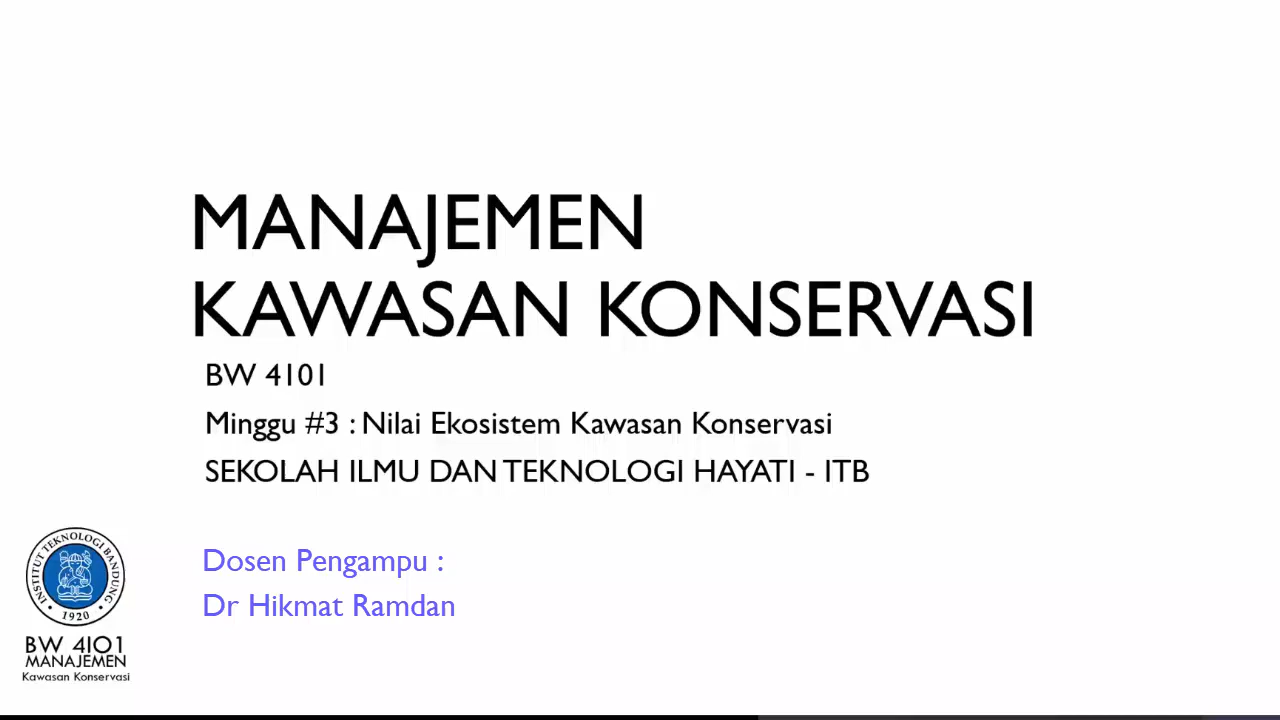 MANAJEMEN
KAWASAN KONSERVASI
BW 4101
Minggu #3 : Nilai Ekosistem Kawasan Konservasi
SEKOLAH ILMU DAN TEKNOLOGI HAYATI - ITB
Dosen Pengampu :
Dr Hikmat Ramdan
INSTITUT TEKNOLOGI BANDUNG
1920
BW 4101
MANAJEMEN
Kawasan Konservasi